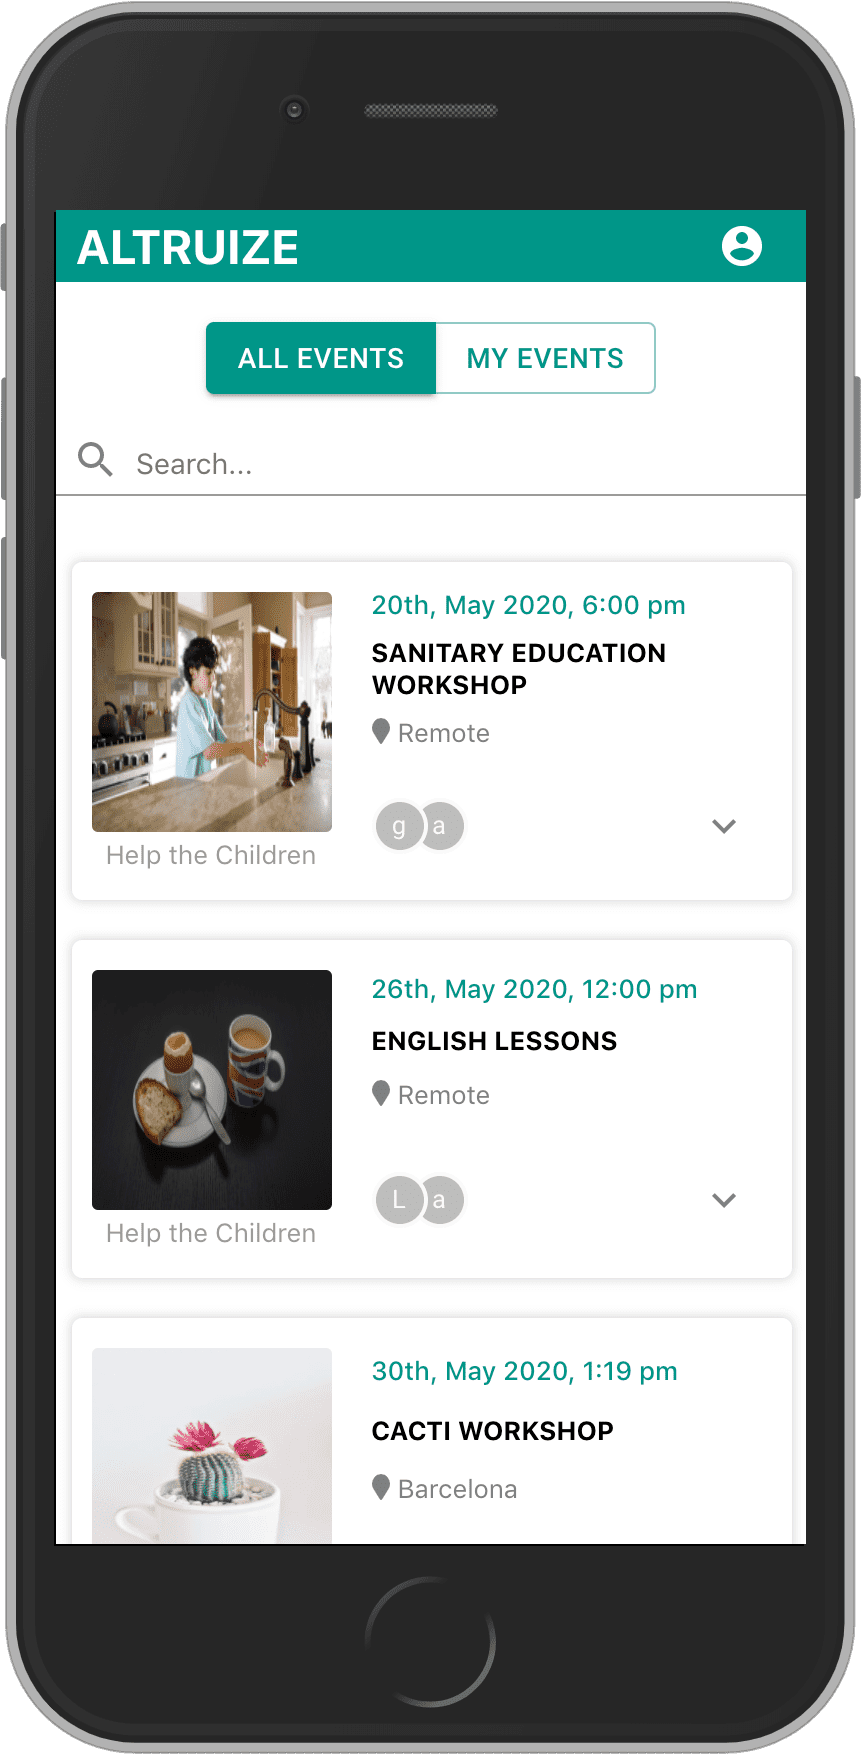 ALTRUIZE
ALL EVENTS
MY EVENTS
Search...
20th, May 2020, 6:00 pm
SANITARY EDUCATION
WORKSHOP
Remote
g a
Help the Children
26th, May 2020, 12:00 pm
ENGLISH LESSONS
Remote
L a
Help the Children
30th, May 2020, 1:19 pm
CACTI WORKSHOP
Barcelona